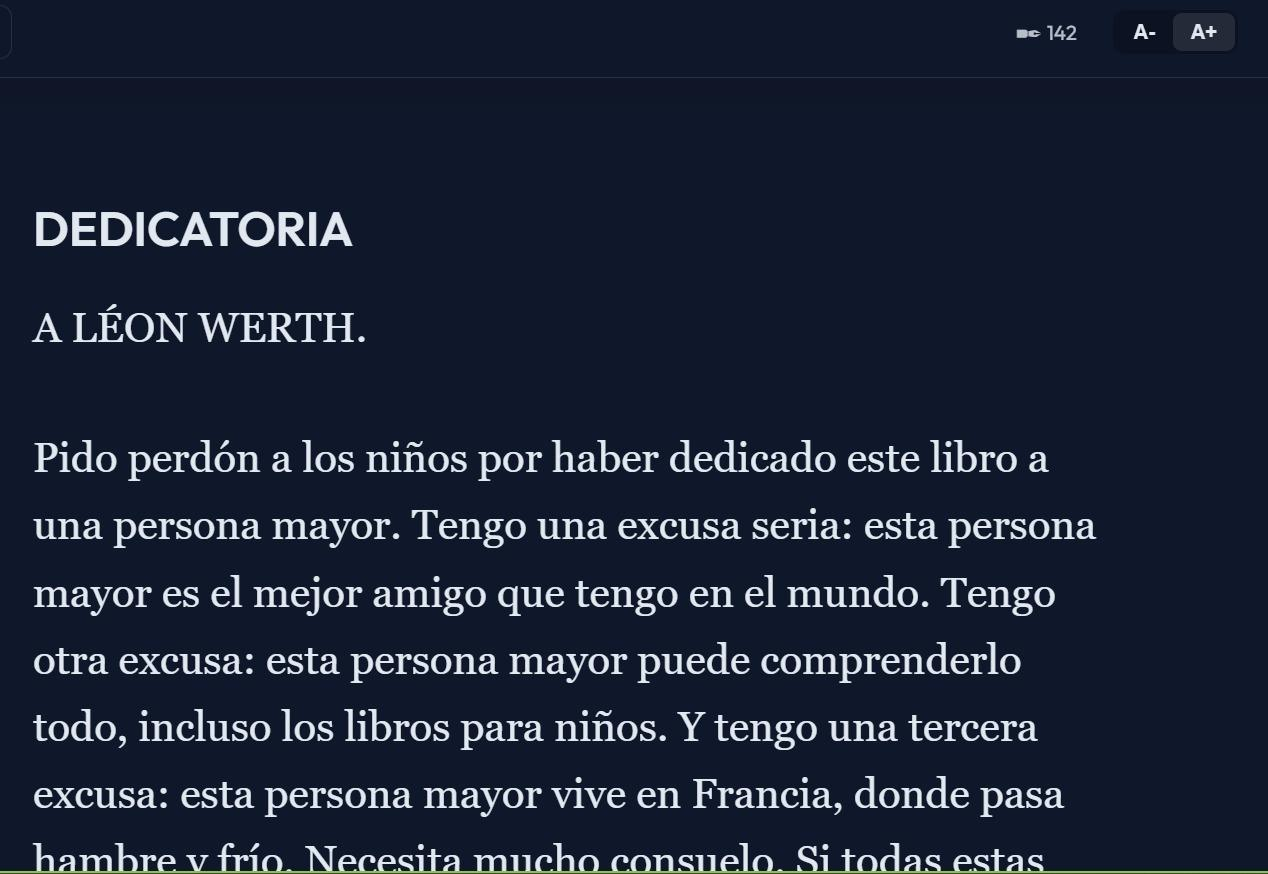 142
A-
A+
DEDICATORIA
A LÉON WERTH.
Pido perdón a los niños por haber dedicado este libro a
una persona mayor. Tengo una excusa seria: esta persona
mayor es el mejor amigo que tengo en el mundo. Tengo
otra excusa: esta persona mayor puede comprenderlo
todo, incluso los libros para niños. Y tengo una tercera
excusa: esta persona mayor vive en Francia, donde pasa
hambre y frío. Necesita mucho consuelo. Si todas estas